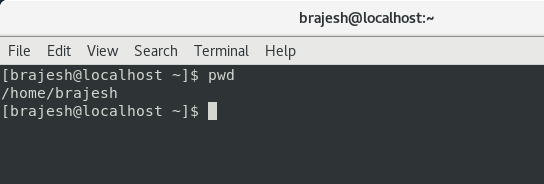 brajesh@localhost:~
File Edit View Search Terminal Help
[brajesh@localhost ~]$ pwd
/home/brajesh
[brajesh@localhost ~]$